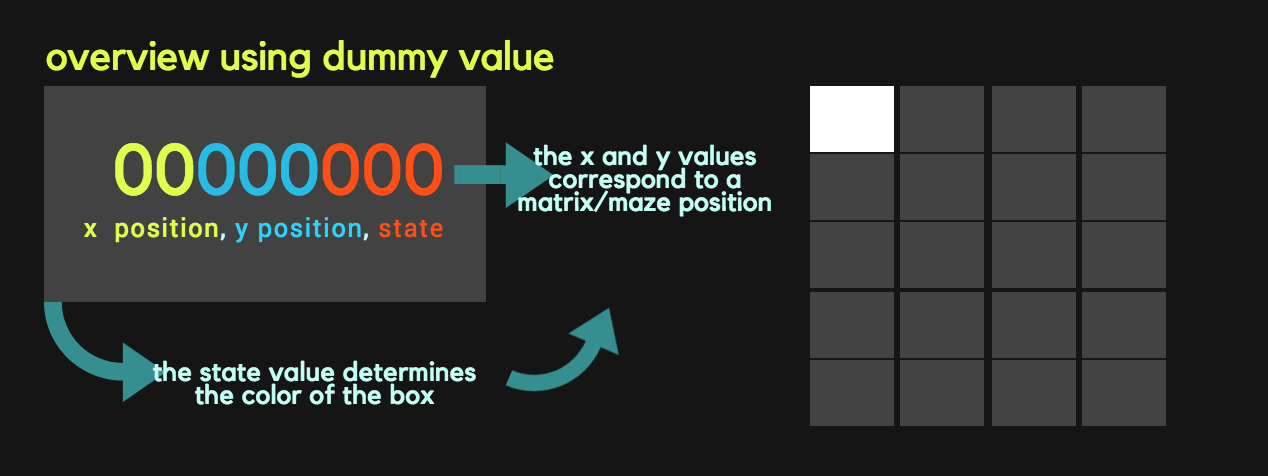 overview using dummy value
00000000
x position, y position, state
the x and y values
correspond to a
matrix/maze position
the state value determines
the color of the box